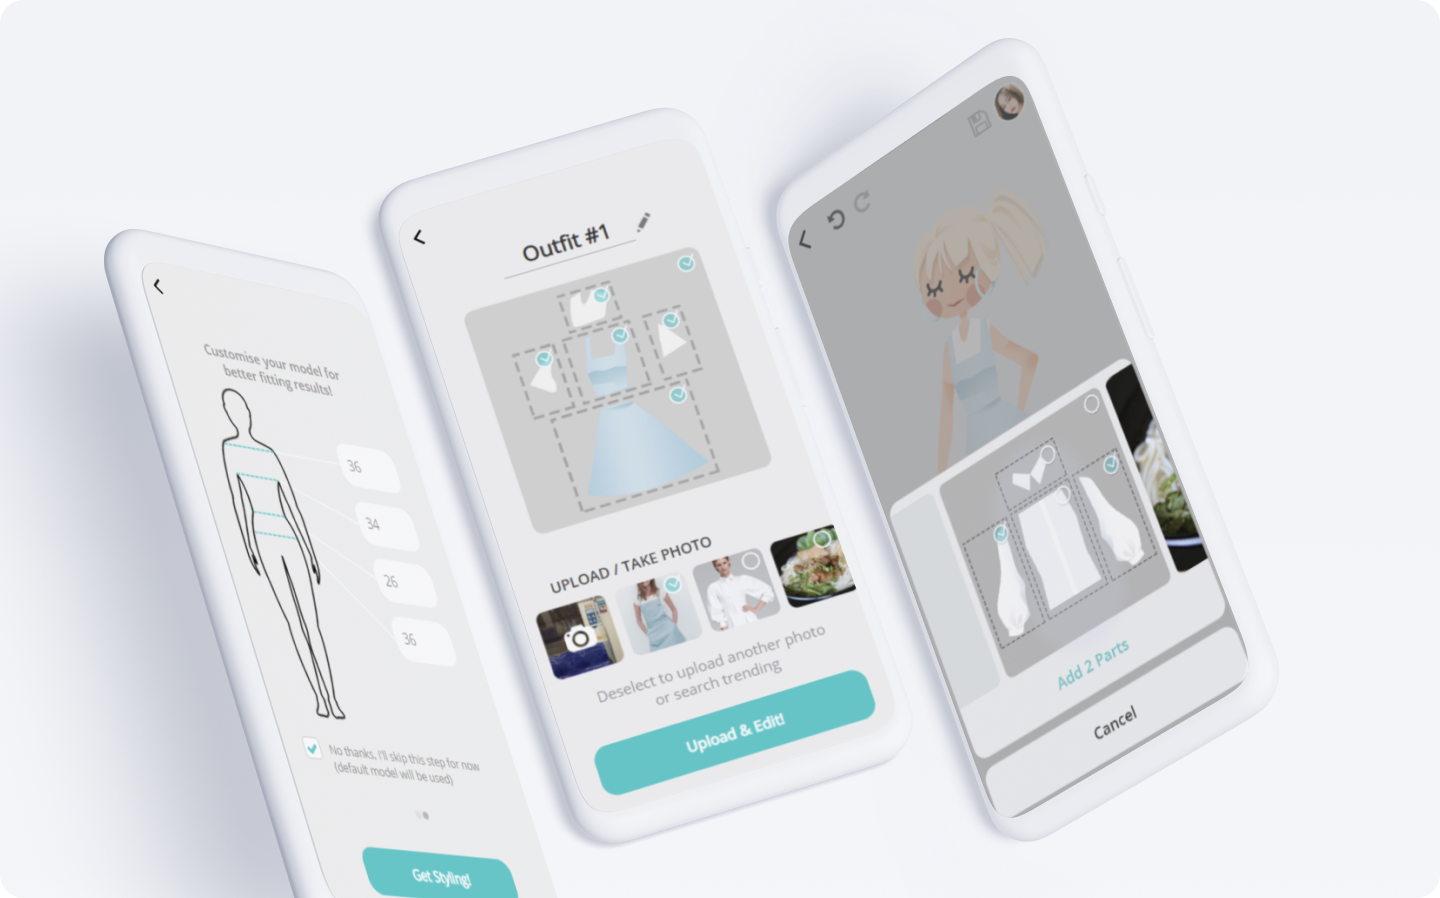 Customise your model for
better fitting results!
36
34
26
36
No thanks, I'll skip this step for now
(default model will be used)
Get Styling!
Outfit #1
UPLOAD / TAKE PHOTO
Deselect to upload another photo
or search trending
Upload & Edit!
Add 2 Parts
Cancel